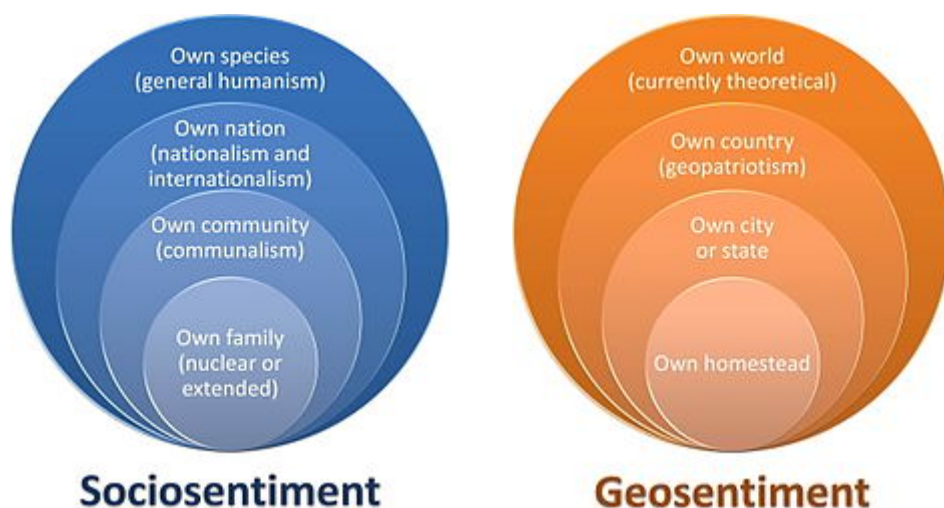 Own species
(general humanism)
Own nation
(nationalism and
internationalism)
Own community
(communalism)
Own family
(nuclear or
extended)
Sociosentiment
Own world
(currently theoretical)
Own country
(geopatriotism)
Own city
or state
Own homestead
Geosentiment